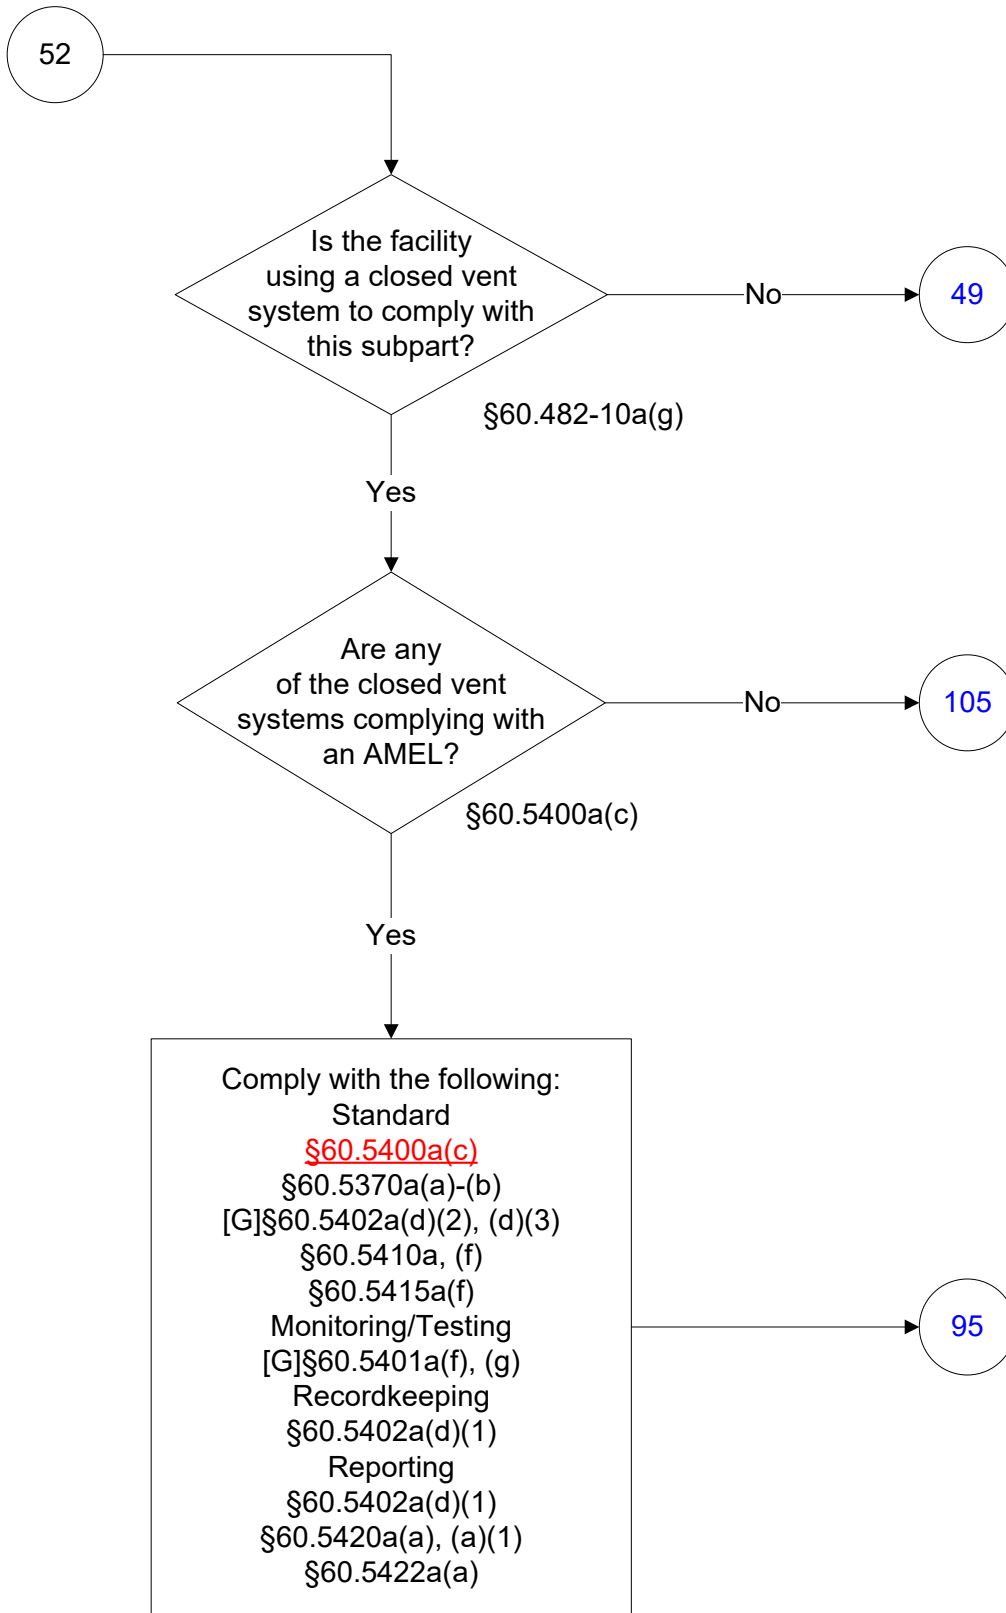 52
Is the facility
using a closed vent
system to comply with
this subpart?
No
49
§60.482-10a(g)
Yes
Are any
of the closed vent
systems complying with
an AMEL?
No
105
§60.5400a(c)
Yes
Comply with the following:
Standard
§60.5400a(c)
§60.5370a(a)-(b)
[G]§60.5402a(d)(2), (d)(3)
§60.5410a, (f)
§60.5415a(f)
Monitoring/Testing
[G]§60.5401a(f), (g)
Recordkeeping
§60.5402a(d)(1)
Reporting
§60.5402a(d)(1)
§60.5420a(a), (a)(1)
§60.5422a(a)
95